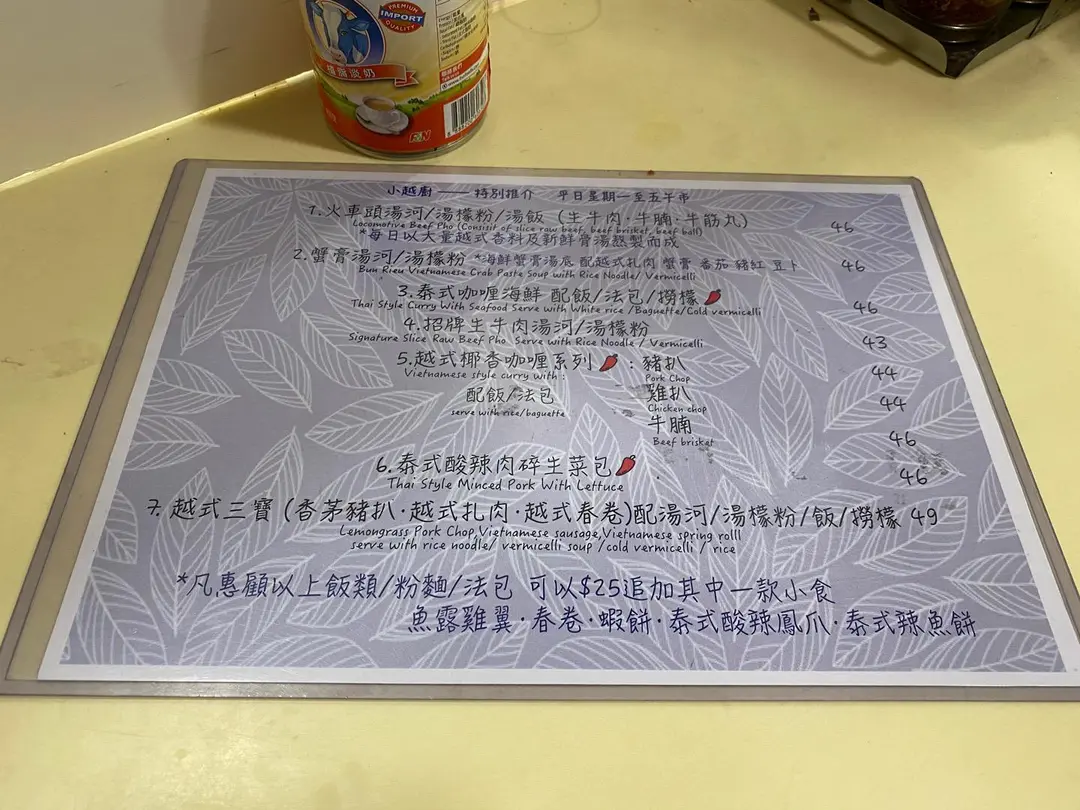 PREMIUM
IMPORT
QUALITY
植脂淡奶
F&N
小越廚 —— 特別推介 平日星期一至五午市
1.火車頭湯河/湯檬粉/湯飯 (生牛肉·牛腩·牛筋丸) 46
Locomotive Beef Pho (Consisit of slice raw beef, beef brisket, beef ball)
*每日以大量越式香料及新鮮骨湯熬製而成
2.蟹膏湯河/湯檬粉 *海鮮蟹膏湯底 配越式扎肉 蟹膏 番茄 豬紅 豆卜 46
Bun Rieu Vietnamese Crab Paste Soup with Rice Noodle/ Vermicelli
3.泰式咖喱海鮮 配飯/法包/撈檬 46
Thai Style Curry With Seafood Serve with White rice /Baguette/Cold vermicelli
4.招牌生牛肉湯河/湯檬粉 43
Signature Slice Raw Beef Pho Serve with Rice Noodle / Vermicelli
5.越式椰香咖喱系列 : 豬扒 44
Vietnamese style curry with : Pork Chop
配飯/法包 雞扒 44
serve with rice/baguette Chicken chop
牛腩 46
Beef brisket
6.泰式酸辣肉碎生菜包 46
Thai Style Minced Pork With Lettuce
7. 越式三寶 (香茅豬扒·越式扎肉·越式春卷)配湯河/湯檬粉/飯/撈檬 49
Lemongrass Pork Chop,Vietnamese sausage,Vietnamese spring rolll
serve with rice noodle/ vermicelli soup /cold vermicelli / rice
*凡惠顧以上飯類/粉麵/法包 可以$25追加其中一款小食
魚露雞翼·春卷·蝦餅·泰式酸辣鳳爪·泰式辣魚餅